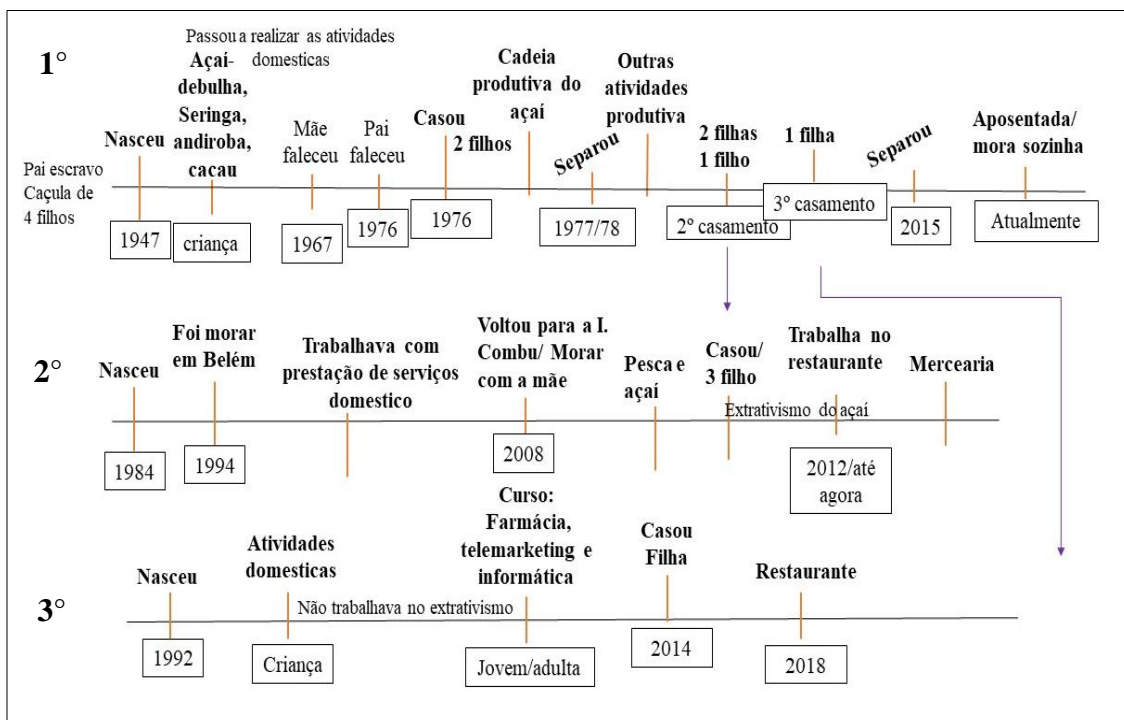 1°
Passou a realizar as atividades
domesticas
Açaí-
debulha,
Seringa,
andiroba,
cacau
Nasceu
Pai escravo
Caçula de
4 filhos
Mãe
faleceu
Pai
faleceu
Casou
2 filhos
Cadeia
produtiva do
açaí
Separou
Outras
atividades
produtiva
2 filhas
1 filho
1 filha
Separou
Aposentada/
mora sozinha
1947
criança
1967
1976
1976
1977/78
2º casamento
3º casamento
2015
Atualmente
2°
Nasceu
Foi morar
em Belém
Trabalhava com
prestação de serviços
domestico
Voltou para a I.
Combu/ Morar
com a mãe
Pesca e
açaí
Casou/
3 filho
Trabalha no
restaurante
Mercearia
Extrativismo do açaí
1984
1994
2008
2012/até
agora
3°
Nasceu
Atividades
domesticas
Não trabalhava no extrativismo
Curso:
Farmácia,
telemarketing e
informática
Casou
Filha
Restaurante
1992
Criança
Jovem/adulta
2014
2018